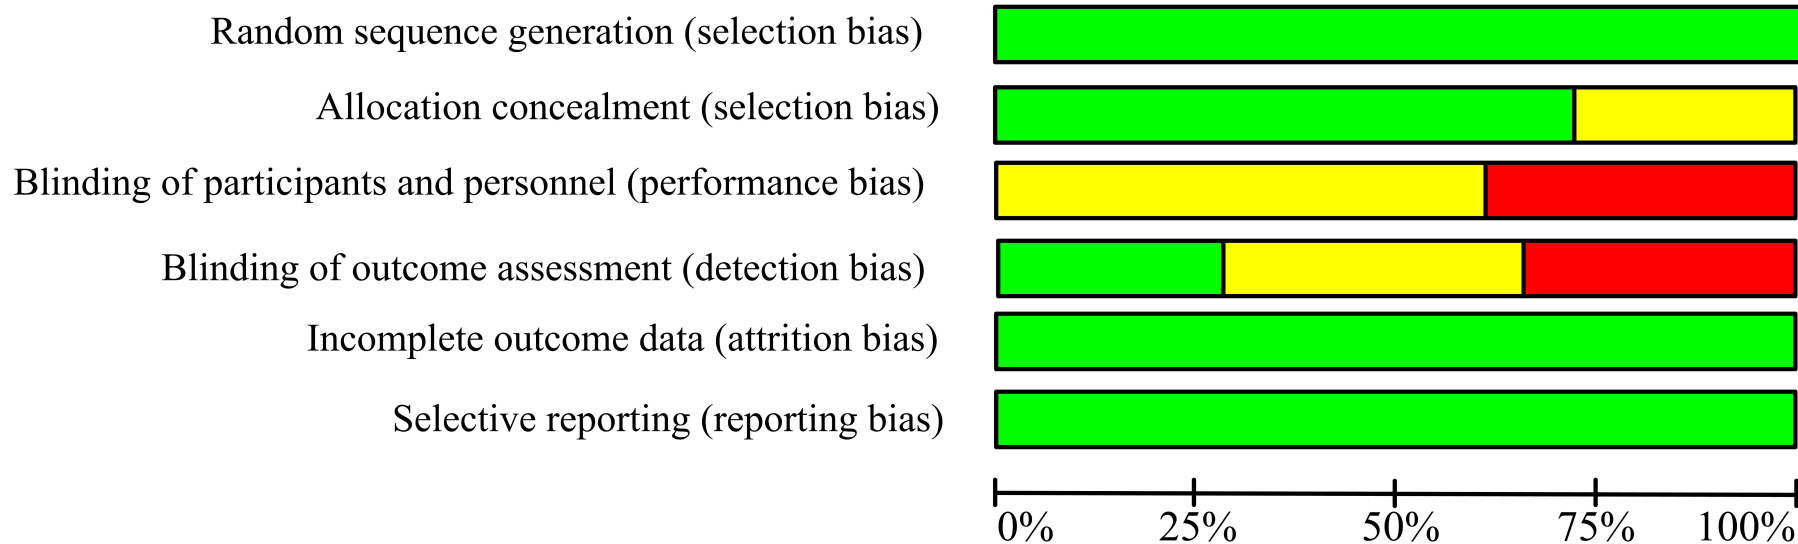 Random sequence generation (selection bias)
Allocation concealment (selection bias)
Blinding of participants and personnel (performance bias)
Blinding of outcome assessment (detection bias)
Incomplete outcome data (attrition bias)
Selective reporting (reporting bias)
0% 25% 50% 75% 100%